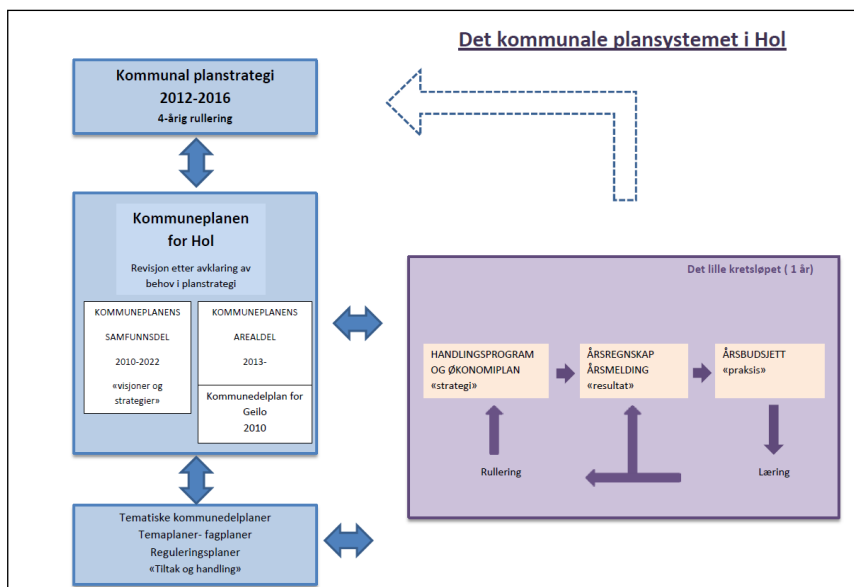 Det kommunale plansystemet i Hol
Kommunal planstrategi
2012-2016
4-årig rullering
Kommuneplanen
for Hol
Revisjon etter avklaring av
behov i planstrategi
KOMMUNEPLANENS
SAMFUNNSDEL
2010-2022
«visjoner og
strategier»
KOMMUNEPLANENS
AREALDEL
2013-
Kommunedelplan for
Geilo
2010
Tematiske kommunedelplaner
Temaplaner- fagplaner
Reguleringsplaner
«Tiltak og handling»
Det lille kretsløpet ( 1 år)
HANDLINGSPROGRAM
OG ØKONOMIPLAN
«strategi»
ÅRSREGNSKAP
ÅRSMELDING
«resultat»
ÅRSBUDSJETT
«praksis»
Rullering
Læring